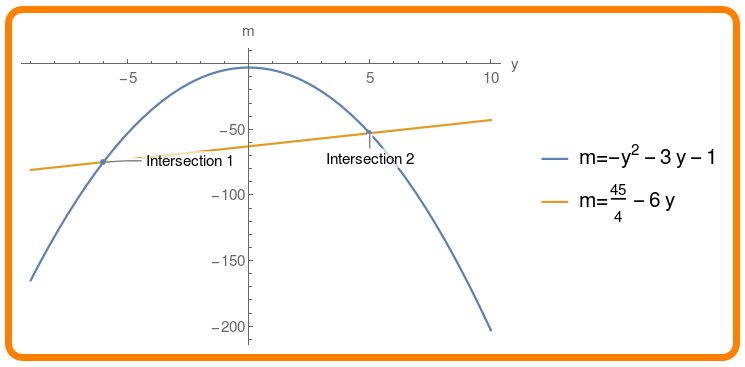 m
y
−5
5
10
−50
−100
−150
−200
Intersection 1
Intersection 2
m=−y² − 3 y − 1
m=45/4 − 6 y